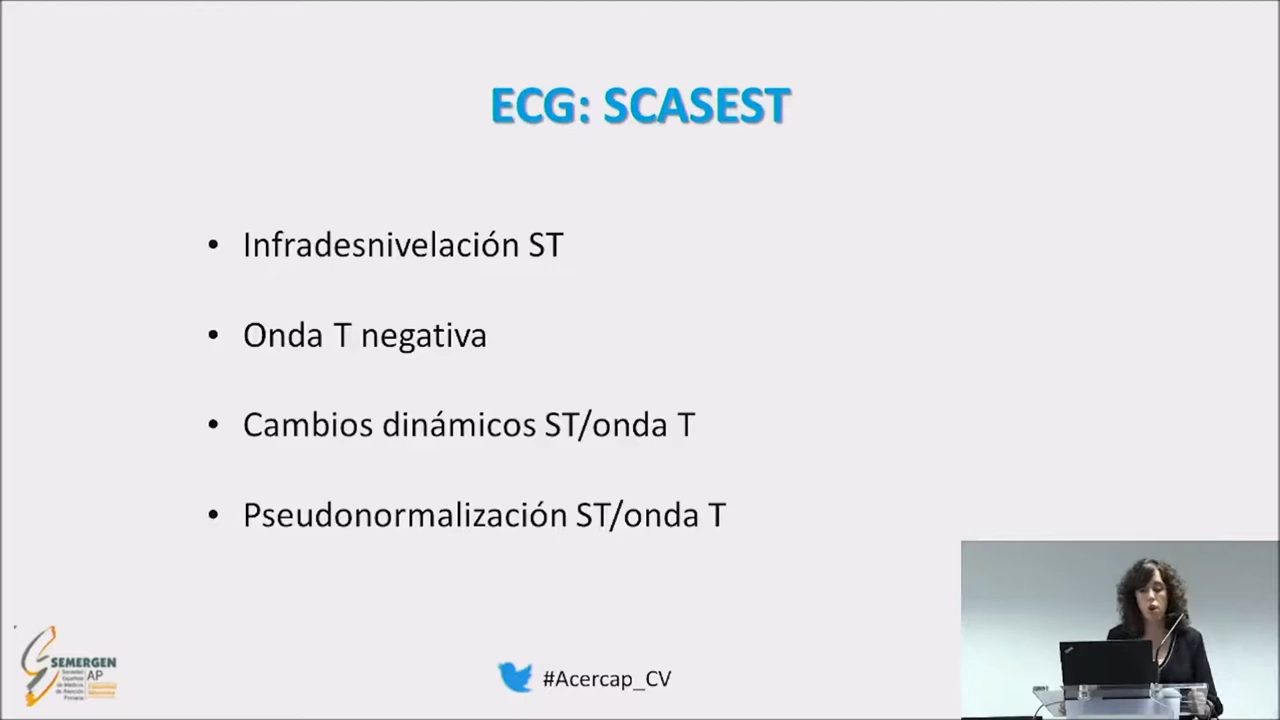 ECG: SCASEST
• Infradesnivelación ST
• Onda T negativa
• Cambios dinámicos ST/onda T
• Pseudonormalización ST/onda T
SEMERGEN
AP
Sociedad
Española
de Medicina
de Atención
Primaria
#Acercap_CV